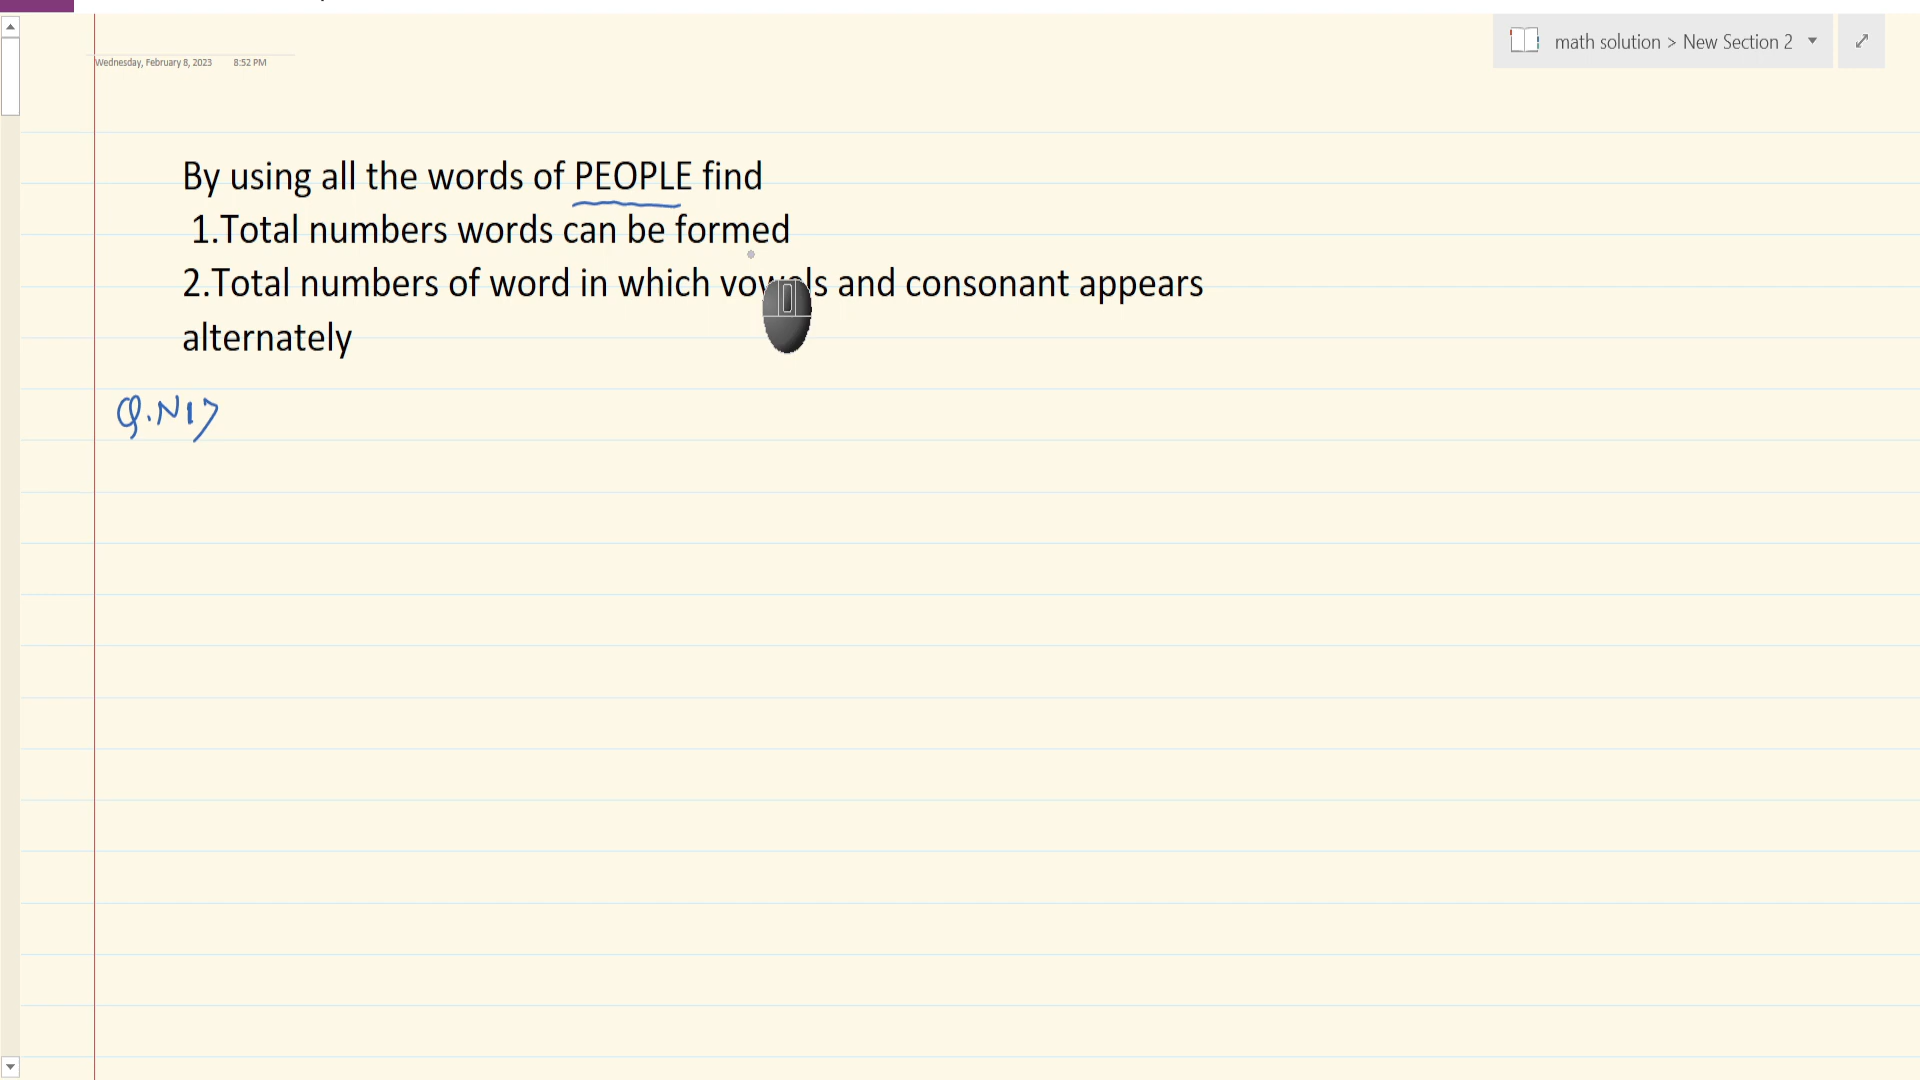 math solution > New Section 2
Wednesday, February 8, 2023 8:52 PM
By using all the words of PEOPLE find
1.Total numbers words can be formed
2.Total numbers of word in which vowels and consonant appears
alternately
Q.N1>